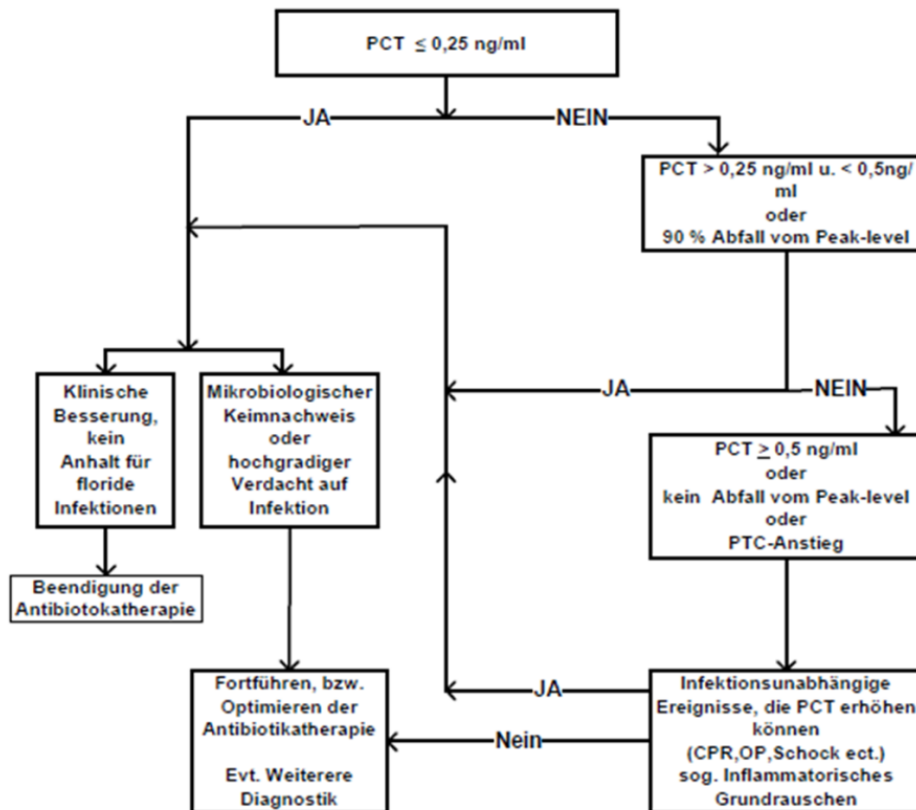 PCT ≤ 0,25 ng/ml
JA
NEIN
PCT > 0,25 ng/ml u. < 0,5ng/
ml
oder
90 % Abfall vom Peak-level
JA
NEIN
Klinische
Besserung,
kein
Anhalt für
floride
Infektionen
Mikrobiologischer
Keimnachweis
oder
hochgradiger
Verdacht auf
Infektion
PCT ≥ 0,5 ng/ml
oder
kein Abfall vom Peak-level
oder
PTC-Anstieg
Beendigung der
Antibiotokatherapie
Fortführen, bzw.
Optimieren der
Antibiotikatherapie
Evt. Weiterere
Diagnostik
JA
Nein
Infektionsunabhängige
Ereignisse, die PCT erhöhen
können
(CPR,OP,Schock ect.)
sog. Inflammatorisches
Grundrauschen